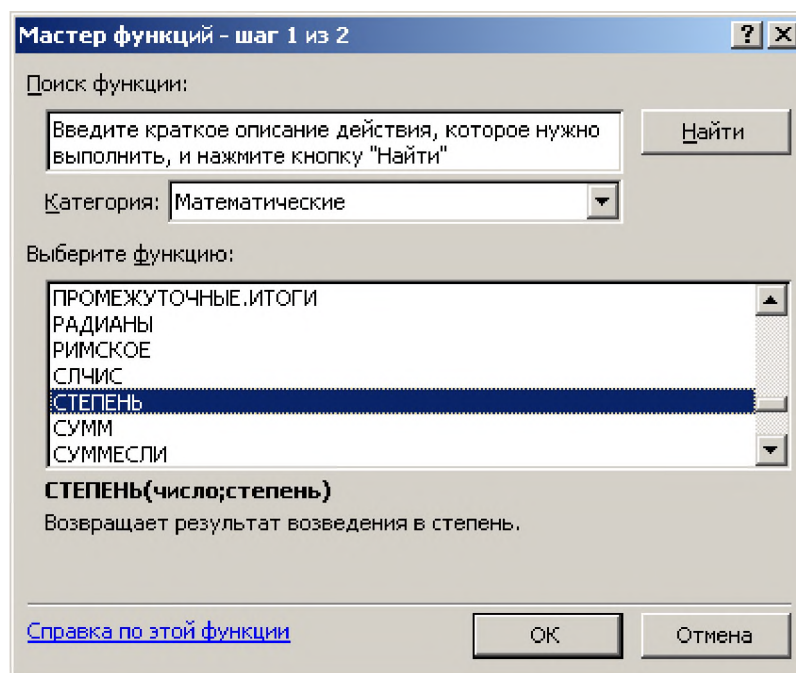 Мастер функций - шаг 1 из 2
? X
Поиск функции:
Введите краткое описание действия, которое нужно
выполнить, и нажмите кнопку "Найти"
Найти
Категория: Математические
Выберите функцию:
ПРОМЕЖУТОЧНЫЕ.ИТОГИ
РАДИАНЫ
РИМСКОЕ
СЛЧИС
СТЕПЕНЬ
СУММ
СУММЕСЛИ
СТЕПЕНЬ(число;степень)
Возвращает результат возведения в степень.
Справка по этой функции
ОК
Отмена